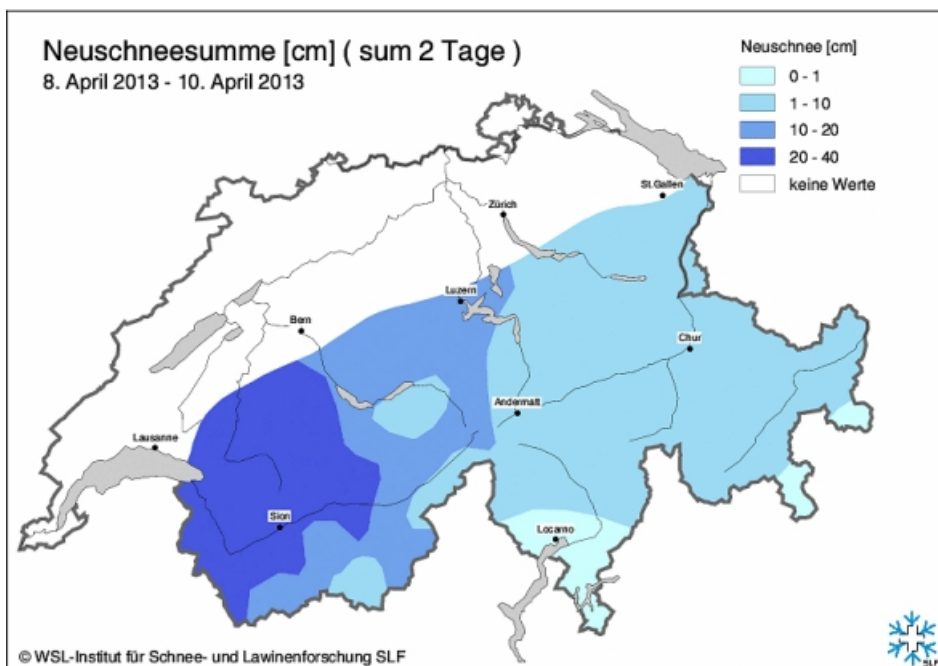 Neuschneesumme [cm] ( sum 2 Tage )
8. April 2013 - 10. April 2013
Neuschnee [cm]
0 - 1
1 - 10
10 - 20
20 - 40
keine Werte
St.Gallen
Zürich
Luzern
Bern
Chur
Andermatt
Lausanne
Sion
Locarno
© WSL-Institut für Schnee- und Lawinenforschung SLF
SLF